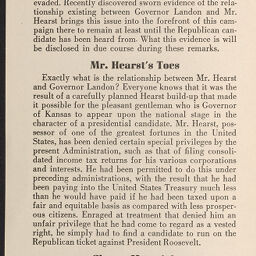 evaded. Recently discovered sworn evidence of the rela-
tionship existing between Governor Landon and Mr.
Hearst brings this issue into the forefront of this cam-
paign there to remain at least until the Republican can-
didate has been heard from. What this evidence is will
be disclosed in due course during these remarks.
Mr. Hearst's Toes
Exactly what is the relationship between Mr. Hearst
and Governor Landon? Everyone knows that it was the
result of a carefully planned Hearst build-up that made
it possible for the pleasant gentleman who is Governor
of Kansas to appear upon the national stage in the
character of a presidential candidate. Mr. Hearst, pos-
sessor of one of the greatest fortunes in the United
States, has been denied certain special privileges by the
present Administration, such as that of filing consoli-
dated income tax returns for his various corporations
and interests. He had been permitted to do this under
preceding administrations, with the result that he had
been paying into the United States Treasury much less
than he would have paid if he had been taxed upon a
fair and equitable basis as compared with less prosper-
ous citizens. Enraged at treatment that denied him an
unfair privilege that he had come to regard as a vested
right, he simply had to find a candidate to run on the
Republican ticket against President Roosevelt.